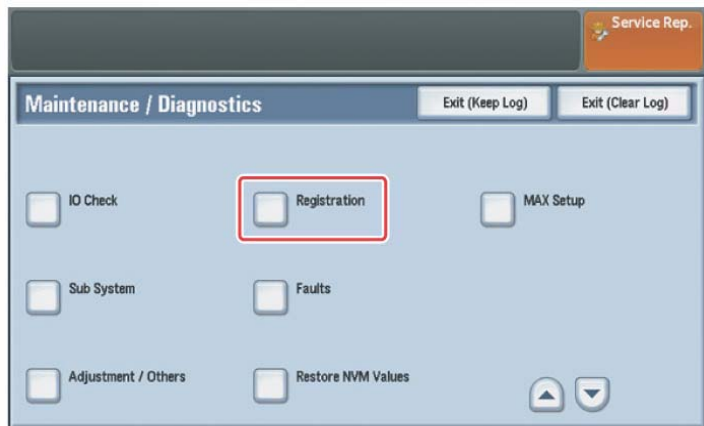 Service Rep.
Maintenance / Diagnostics
Exit (Keep Log)
Exit (Clear Log)
IO Check
Registration
MAX Setup
Sub System
Faults
Adjustment / Others
Restore NVM Values